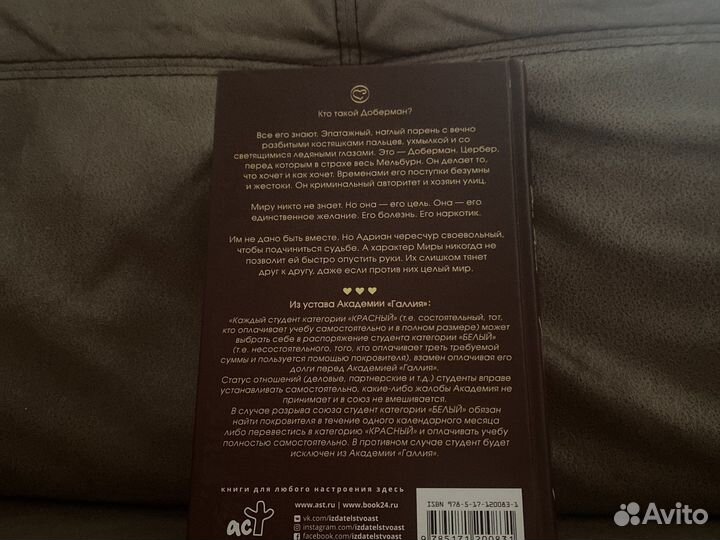 Кто такой Доберман?
Все его знают. Эпатажный, наглый парень с вечно
разбитыми костяшками пальцев, ухмылкой и со
светящимися ледяными глазами. Это — Доберман. Цербер,
перед которым в страхе весь Мельбурн. Он делает то,
что хочет и как хочет. Временами его поступки безумны
и жестоки. Он криминальный авторитет и хозяин улиц.
Миру никто не знает. Но она — его цель. Она — его
единственное желание. Его болезнь. Его наркотик.
Им не дано быть вместе. Но Адриан чересчур своевольный,
чтобы подчиниться судьбе. А характер Миры никогда не
позволит ей быстро опустить руки. Их слишком тянет
друг к другу, даже если против них целый мир.
Из устава Академии «Галлия»:
«Каждый студент категории «КРАСНЫЙ» (т.е. состоятельный, тот,
кто оплачивает учебу самостоятельно и в полном размере) может
выбрать себе в распоряжение студента категории «БЕЛЫЙ»
(т.е. несостоятельного, того, кто оплачивает треть требуемой
суммы и пользуется помощью покровителя), взамен оплачивая его
долги перед Академией «Галлия».
Статус отношений (деловые, партнерские и т.д.) студенты вправе
устанавливать самостоятельно, какие-либо жалобы Академия не
принимает и в союз не вмешивается.
В случае разрыва союза студент категории «БЕЛЫЙ» обязан
найти покровителя в течение одного календарного месяца
либо перевестись в категорию «КРАСНЫЙ» и оплачивать учебу
полностью самостоятельно. В противном случае студент будет
исключен из Академии «Галлия».
книги для любого настроения здесь
www.ast.ru | www.book24.ru
vk.com/izdatelstvoast
instagram.com/izdatelstvoast
facebook.com/izdatelstvoast
аст
ISBN 978-5-17-120083-1
9 785171 200831
Avito